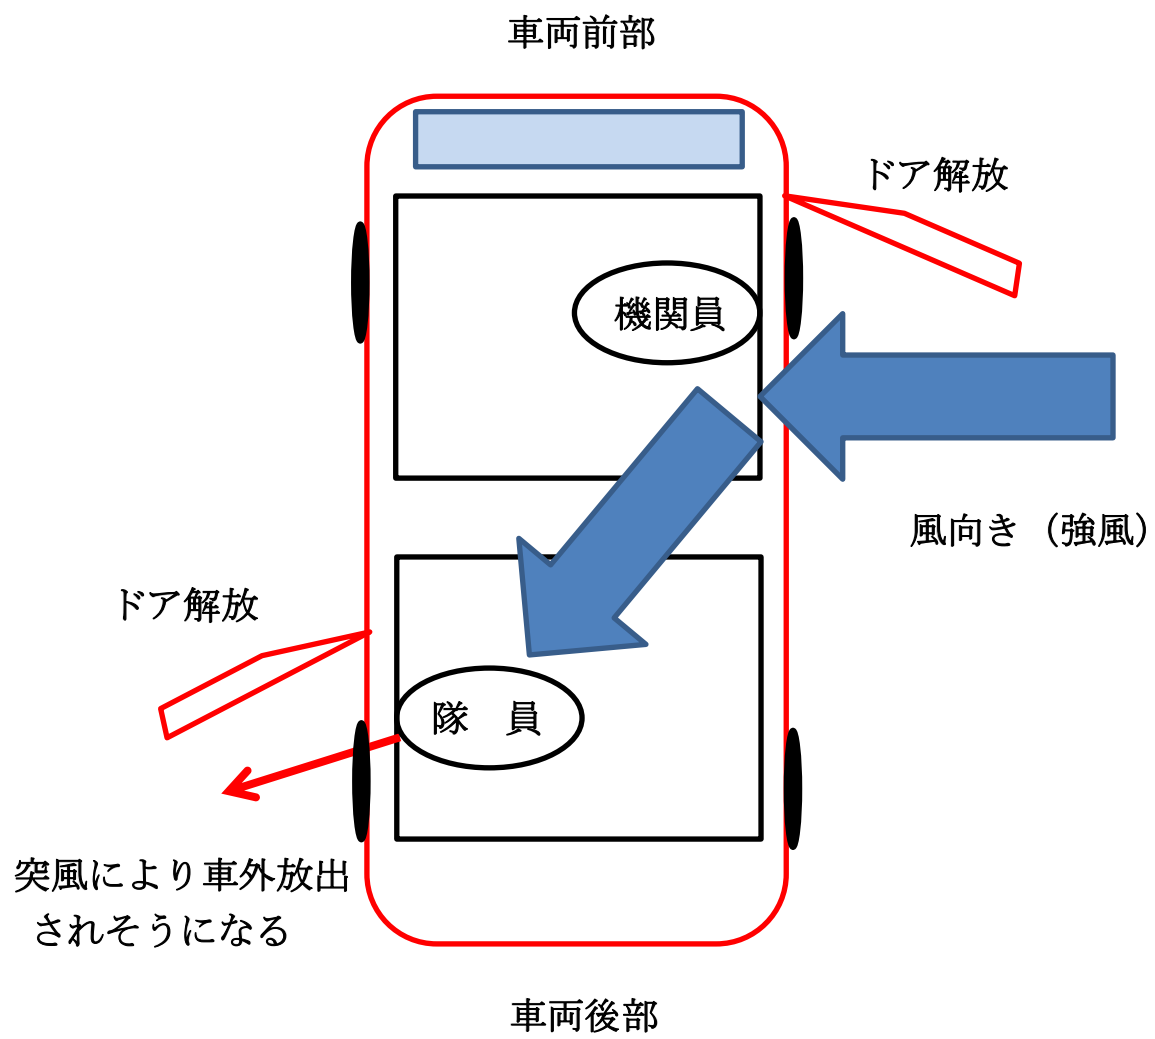 車両前部
ドア解放
機関員
風向き（強風）
ドア解放
隊　員
突風により車外放出
されそうになる
車両後部